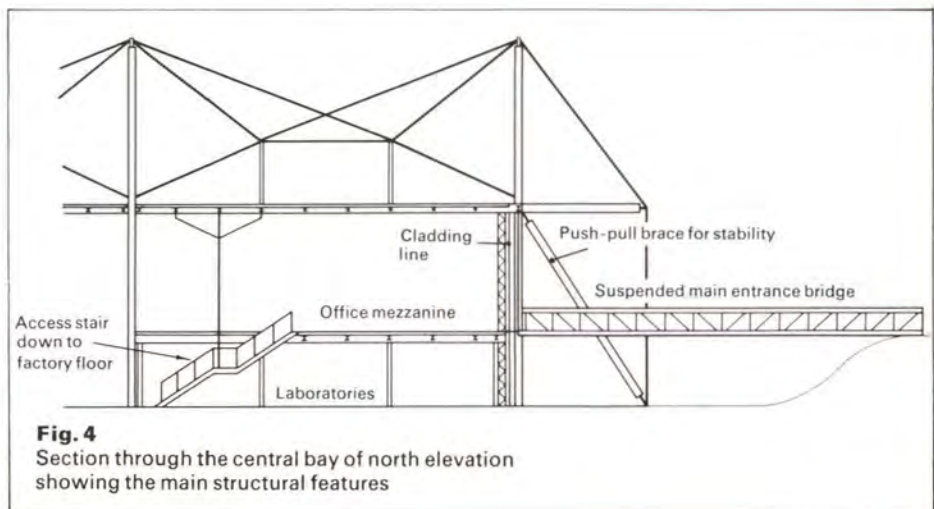 Cladding
line
Push-pull brace for stability
Suspended main entrance bridge
Office mezzanine
Access stair
down to
factory floor
Laboratories
Fig. 4
Section through the central bay of north elevation
showing the main structural features